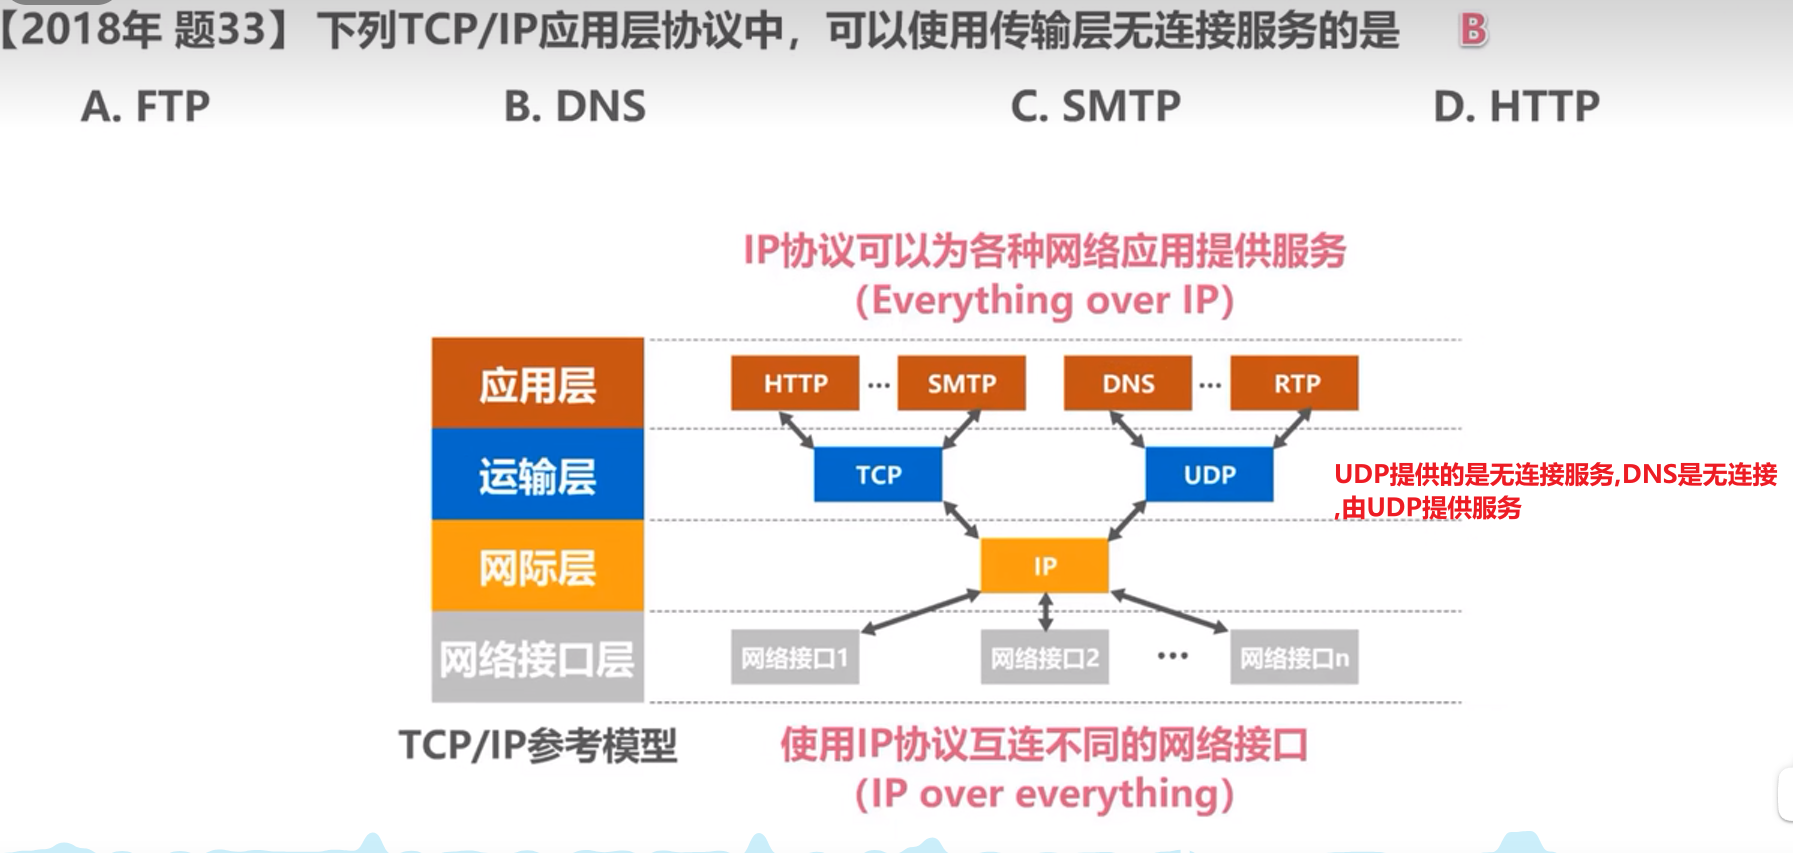 【2018年 题33】下列TCP/IP应用层协议中，可以使用传输层无连接服务的是 B
A. FTP B. DNS C. SMTP D. HTTP
IP协议可以为各种网络应用提供服务
（Everything over IP）
应用层 HTTP … SMTP DNS … RTP
运输层 TCP UDP
UDP提供的是无连接服务,DNS是无连接
,由UDP提供服务
网际层 IP
网络接口层 网络接口1 网络接口2 … 网络接口n
TCP/IP参考模型 使用IP协议互连不同的网络接口
（IP over everything）